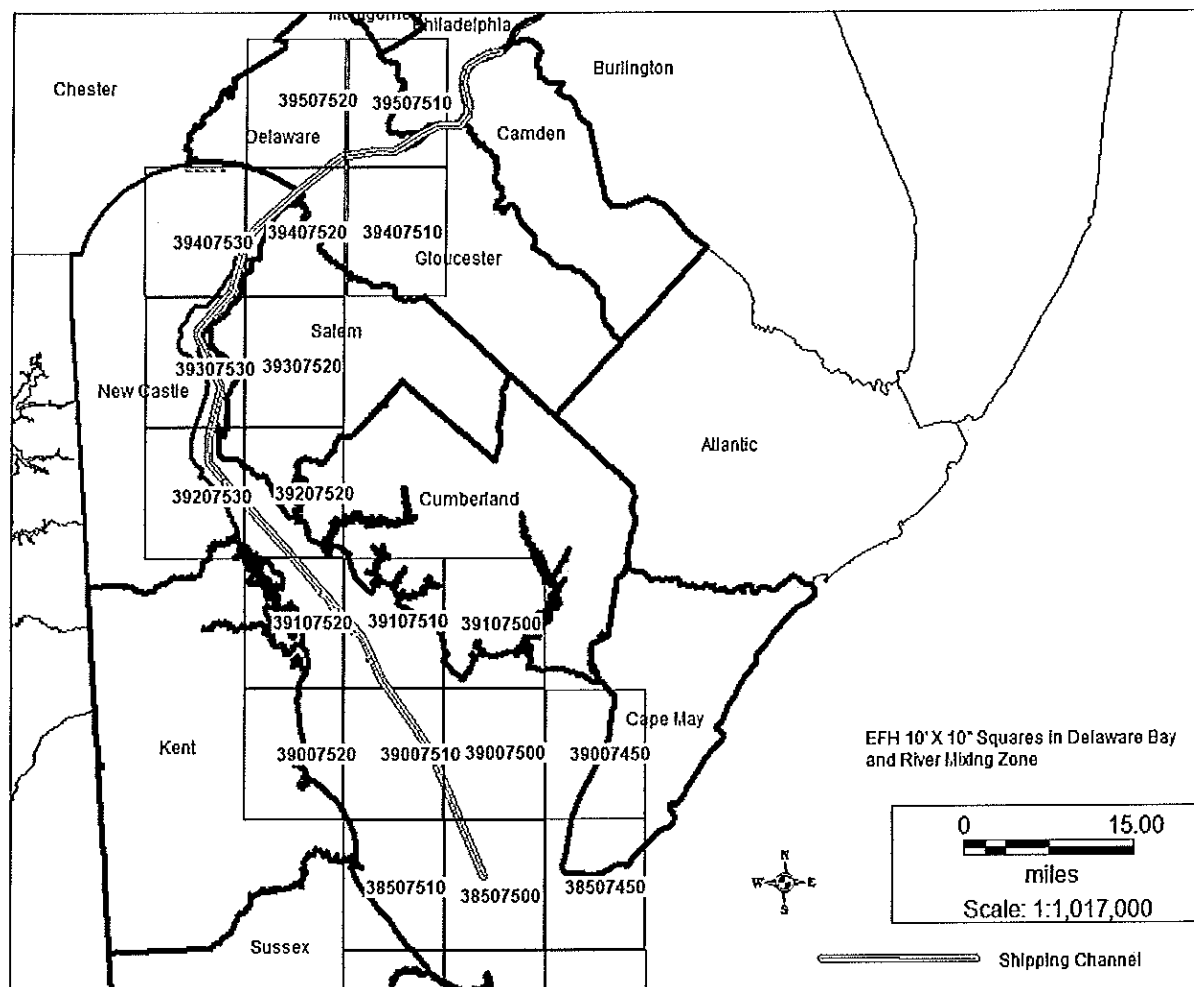 Philadelphia
Chester
Burlington
39507520
39507510
Delaware
Camden
39407530
39407520
39407510
Gloucester
Salem
39307530
39307520
New Castle
Atlantic
39207530
39207520
Cumberland
39107520
39107510
39107500
Kent
Cape May
39007520
39007510
39007500
39007450
EFH 10' X 10" Squares in Delaware Bay
and River Mixing Zone
0 15.00
miles
Scale: 1:1,017,000
N
W E
S
38507510
38507500
38507450
Sussex
Shipping Channel